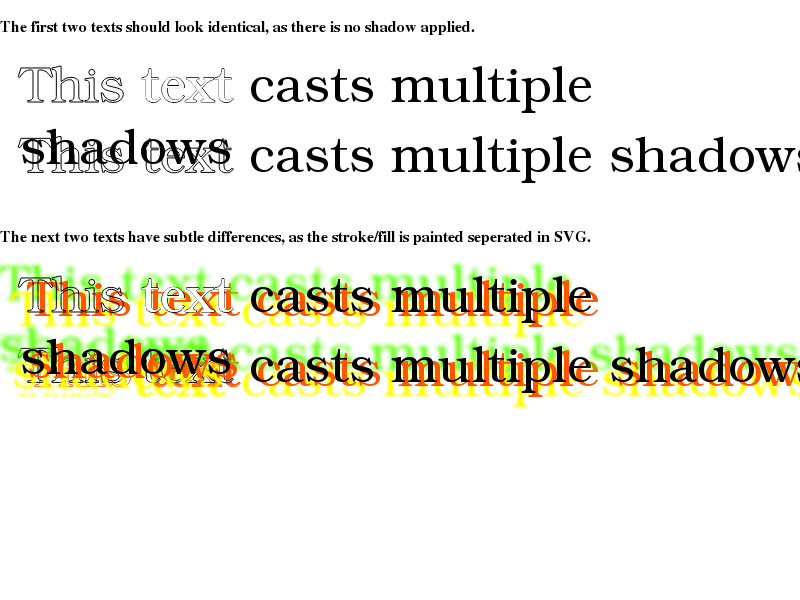 The first two texts should look identical, as there is no shadow applied.
This text casts multiple
shadows
This text casts multiple shadows
The next two texts have subtle differences, as the stroke/fill is painted seperated in SVG.
This text casts multiple
shadows
This text casts multiple shadows